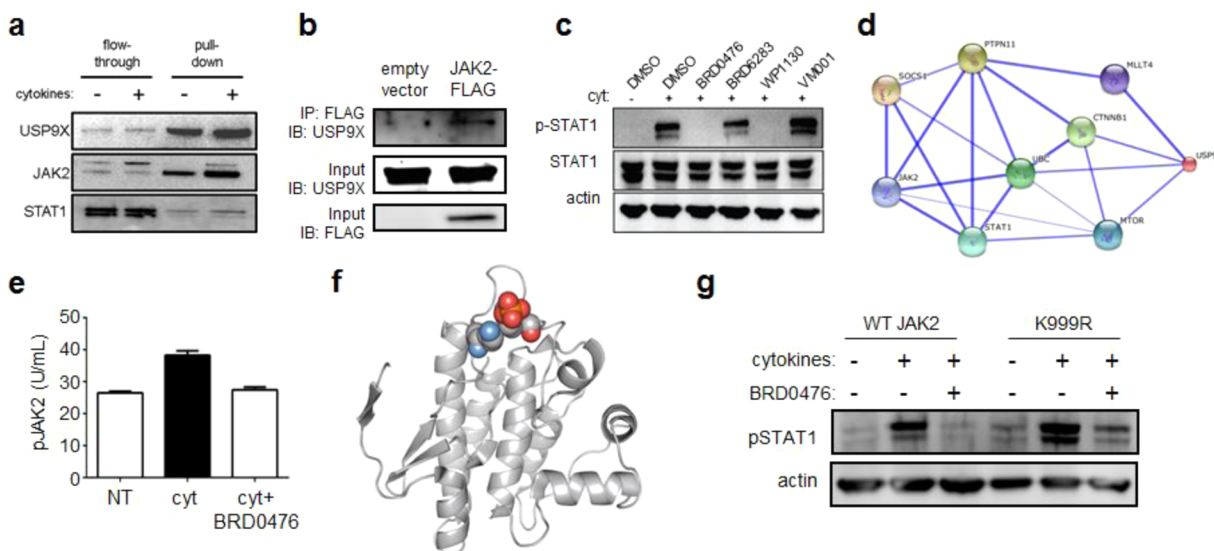 a
flow-
through
pull-
down
cytokines: - + - +
USP9X
JAK2
STAT1
b
empty
vector
JAK2-
FLAG
IP: FLAG
IB: USP9X
Input
IB: USP9X
Input
IB: FLAG
c
DMSO DMSO BRD0476 BRD6283 WP1130 VM001
cyt: - + + + + +
p-STAT1
STAT1
actin
d
PTPN11
SOCS1
MLLT4
CTNNB1
UBC
JAK2
STAT1
MTOR
e
pJAK2 (U/mL)
50
40
30
20
10
0
NT cyt cyt+
BRD0476
f
g
WT JAK2 K999R
cytokines: - + + - + +
BRD0476: - - + - - +
pSTAT1
actin